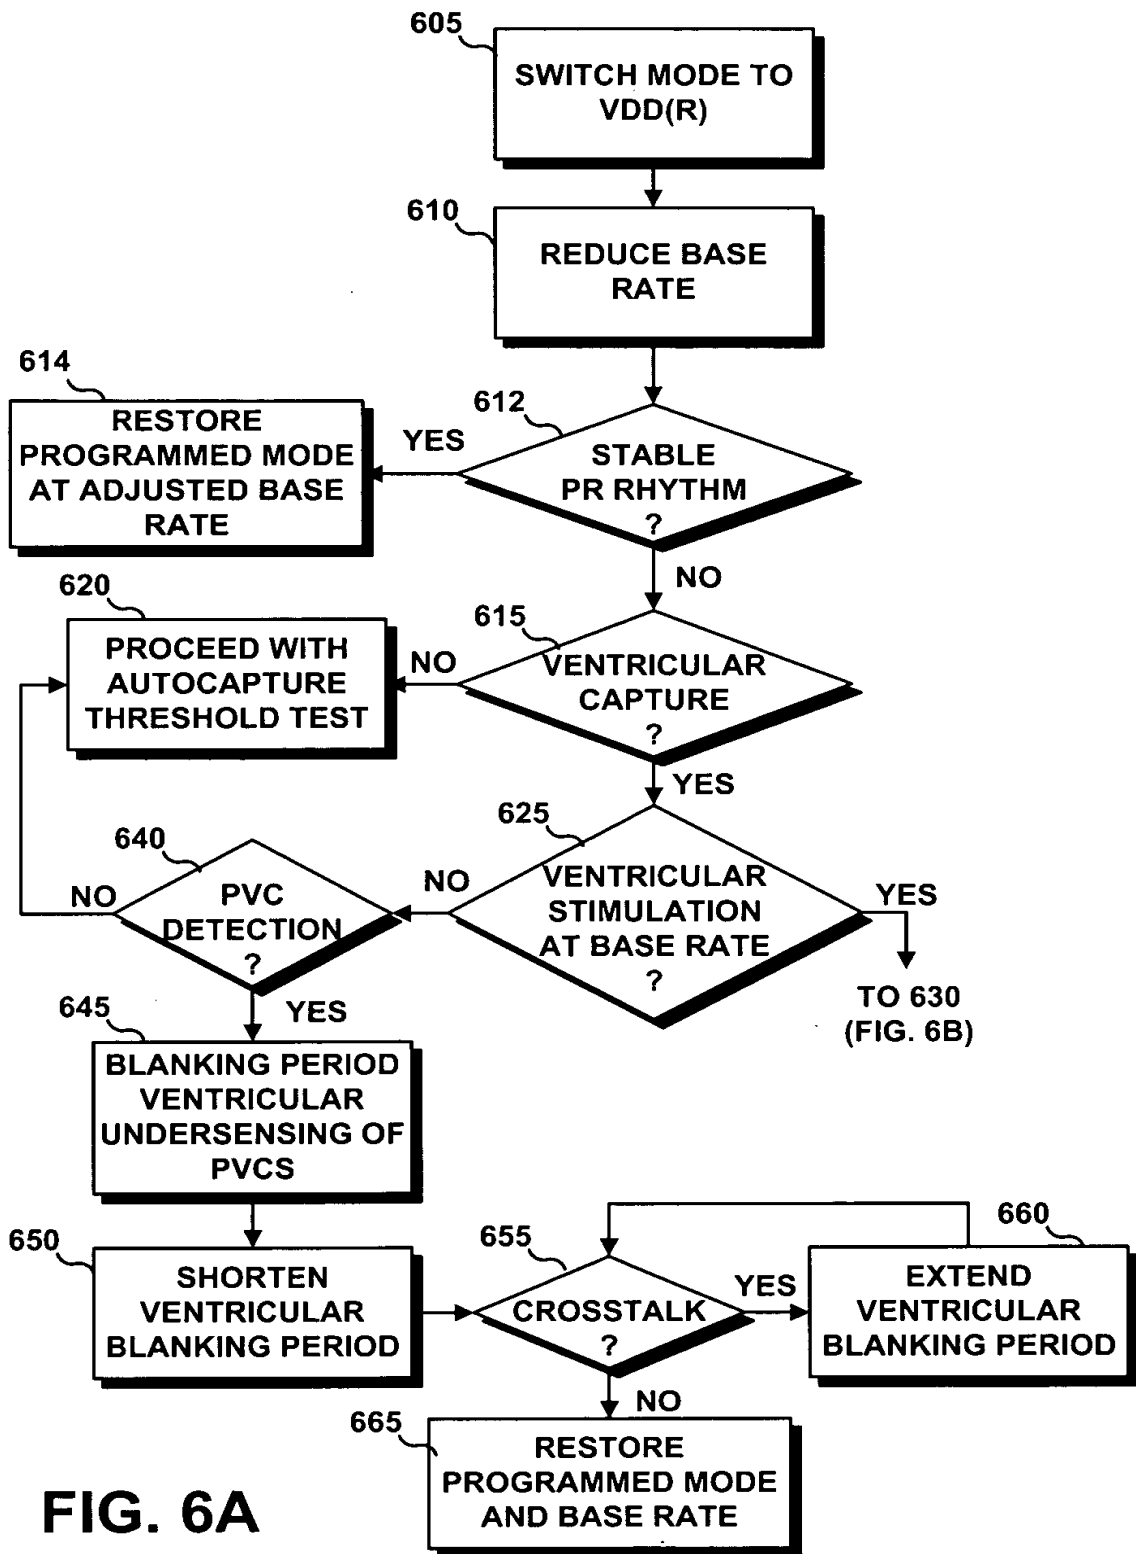 605
SWITCH MODE TO
VDD(R)
610
REDUCE BASE
RATE
614
RESTORE
PROGRAMMED MODE
AT ADJUSTED BASE
RATE
YES
612
STABLE
PR RHYTHM
?
NO
620
PROCEED WITH
AUTOCAPTURE
THRESHOLD TEST
NO
615
VENTRICULAR
CAPTURE
?
YES
640
NO
PVC
DETECTION
?
NO
625
VENTRICULAR
STIMULATION
AT BASE RATE
?
YES
TO 630
(FIG. 6B)
YES
645
BLANKING PERIOD
VENTRICULAR
UNDERSENSING OF
PVCS
650
SHORTEN
VENTRICULAR
BLANKING PERIOD
655
CROSSTALK
?
YES
660
EXTEND
VENTRICULAR
BLANKING PERIOD
NO
665
RESTORE
PROGRAMMED MODE
AND BASE RATE
FIG. 6A